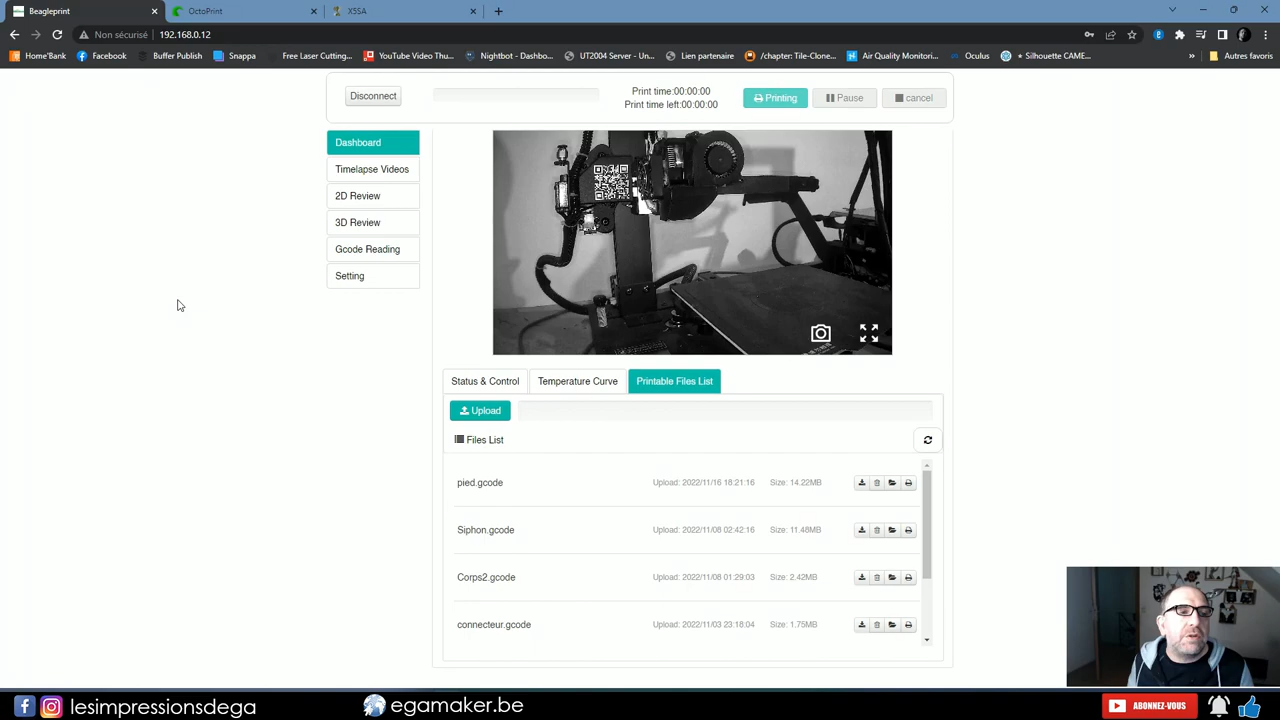 Beagleprint
OctoPrint
X5SA
Non sécurisé
192.168.0.12
Home'Bank
Facebook
Buffer Publish
Snappa
Free Laser Cutting...
YouTube Video Thu...
Nightbot - Dashbo...
UT2004 Server - Un...
Lien partenaire
/chapter: Tile-Clone...
Air Quality Monitori...
Oculus
• Silhouette CAME...
»
Autres favoris
Disconnect
Print time:00:00:00
Print time left:00:00:00
Printing
Pause
cancel
Dashboard
Timelapse Videos
2D Review
3D Review
Gcode Reading
Setting
Status & Control
Temperature Curve
Printable Files List
Upload
Files List
pied.gcode Upload: 2022/11/16 18:21:16 Size: 14.22MB
Siphon.gcode Upload: 2022/11/08 02:42:16 Size: 11.48MB
Corps2.gcode Upload: 2022/11/08 01:29:03 Size: 2.42MB
connecteur.gcode Upload: 2022/11/03 23:18:04 Size: 1.75MB
lesimpressionsdega
egamaker.be
ABONNEZ-VOUS